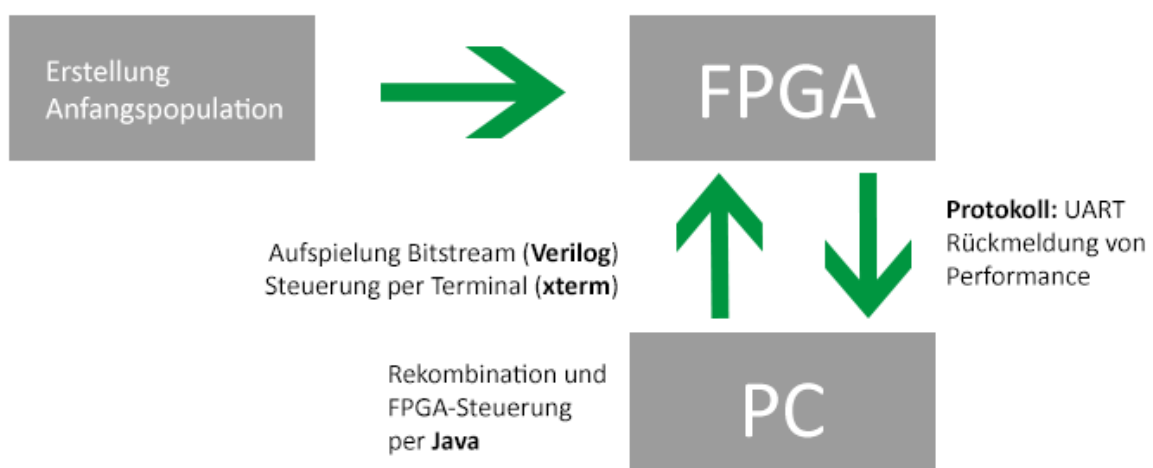 Erstellung
Anfangspopulation
FPGA
Aufspielung Bitstream (Verilog)
Steuerung per Terminal (xterm)
Protokoll: UART
Rückmeldung von
Performance
Rekombination und
FPGA-Steuerung
per Java
PC